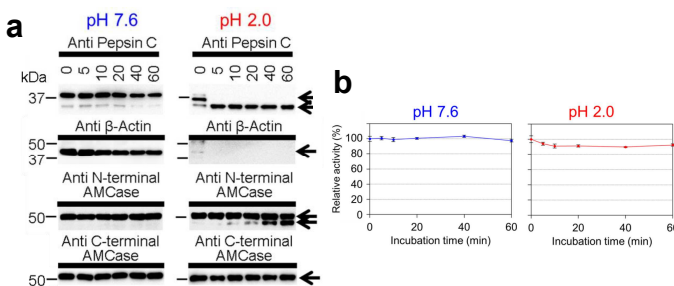 a
pH 7.6
pH 2.0
Anti Pepsin C
Anti Pepsin C
kDa
0 5 10 20 40 60
0 5 10 20 40 60
37
Anti β-Actin
Anti β-Actin
50
37
Anti N-terminal
AMCase
Anti N-terminal
AMCase
50
Anti C-terminal
AMCase
Anti C-terminal
AMCase
50
b
pH 7.6
pH 2.0
Relative activity (%)
100
80
60
40
20
0
0 20 40 60
0 20 40 60
Incubation time (min)
Incubation time (min)